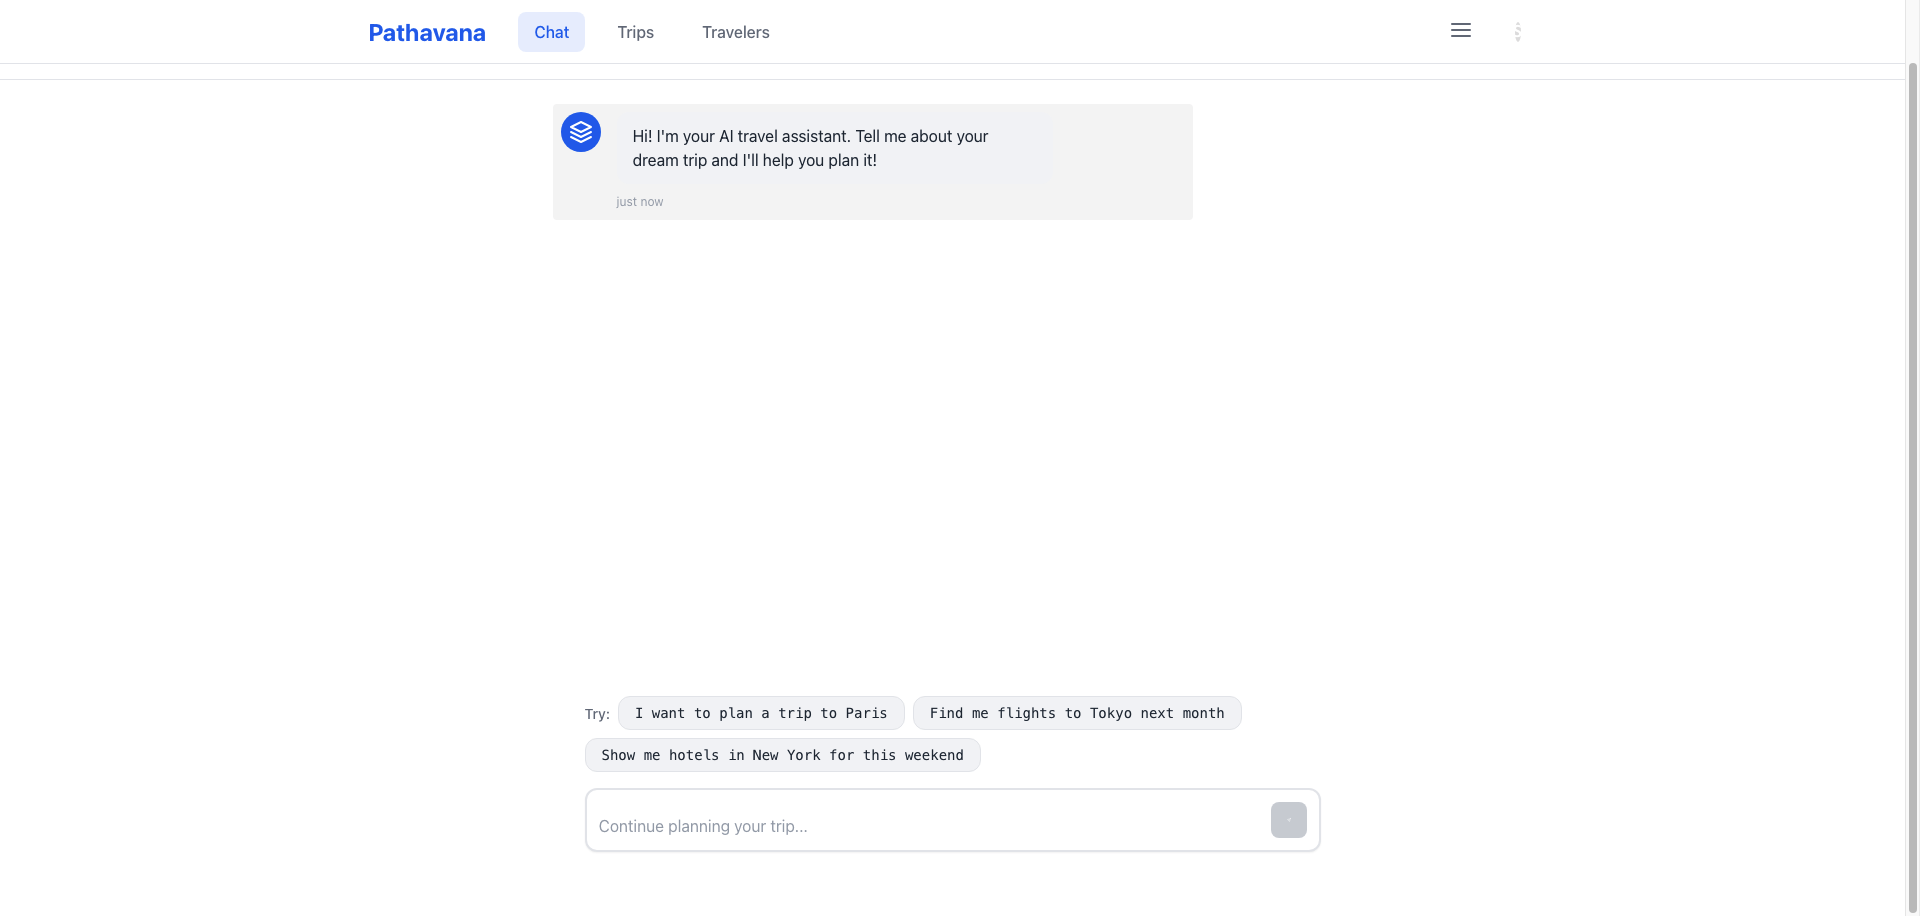 Pathavana
Chat
Trips
Travelers
Hi! I'm your AI travel assistant. Tell me about your
dream trip and I'll help you plan it!
just now
Try:
I want to plan a trip to Paris
Find me flights to Tokyo next month
Show me hotels in New York for this weekend
Continue planning your trip...